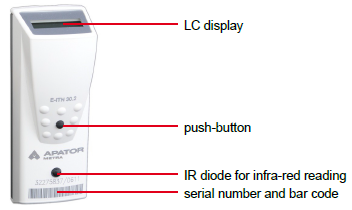 LC display
E-ITN 30.3
push-button
APATOR
METRA
IR diode for infra-red reading
serial number and bar code